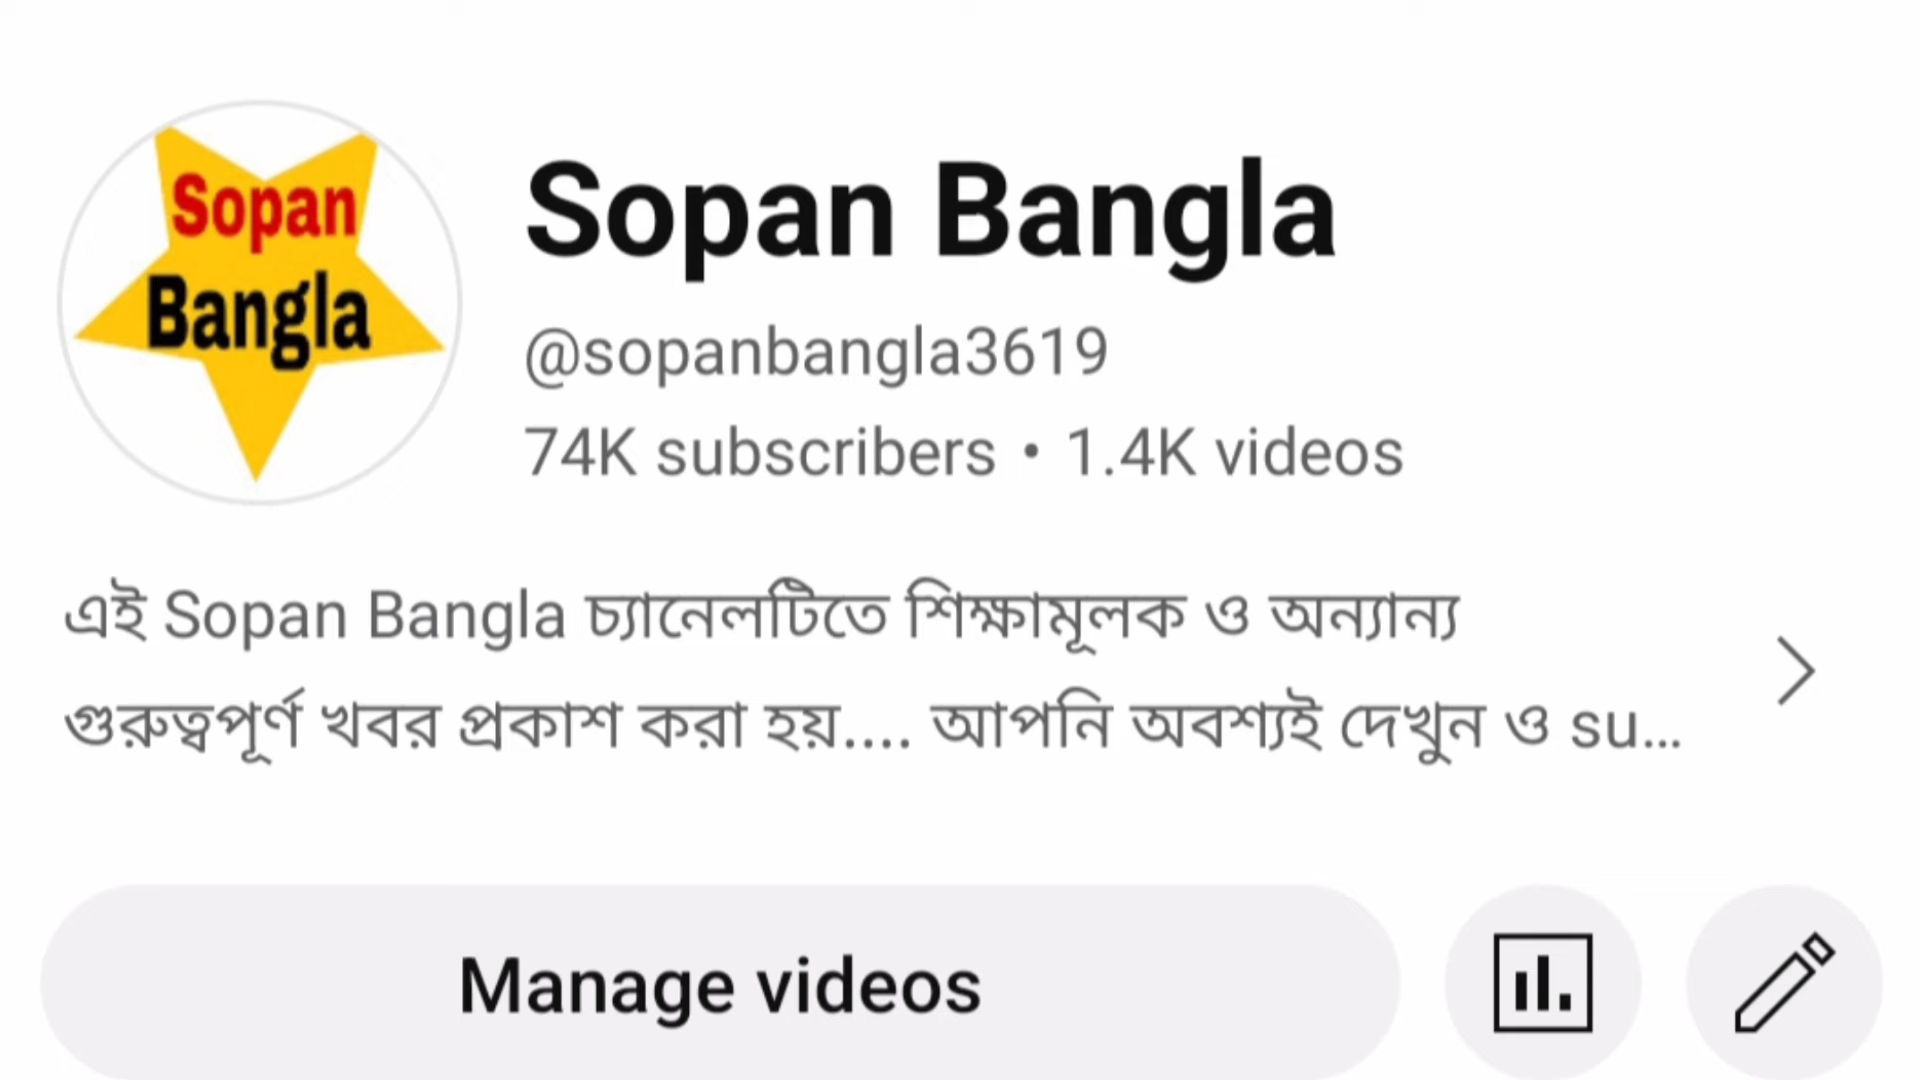 Sopan
Bangla
Sopan Bangla
@sopanbangla3619
74K subscribers • 1.4K videos
এই Sopan Bangla চ্যানেলটিতে শিক্ষামূলক ও অন্যান্য
গুরুত্বপূর্ণ খবর প্রকাশ করা হয়.... আপনি অবশ্যই দেখুন ও su...
Manage videos